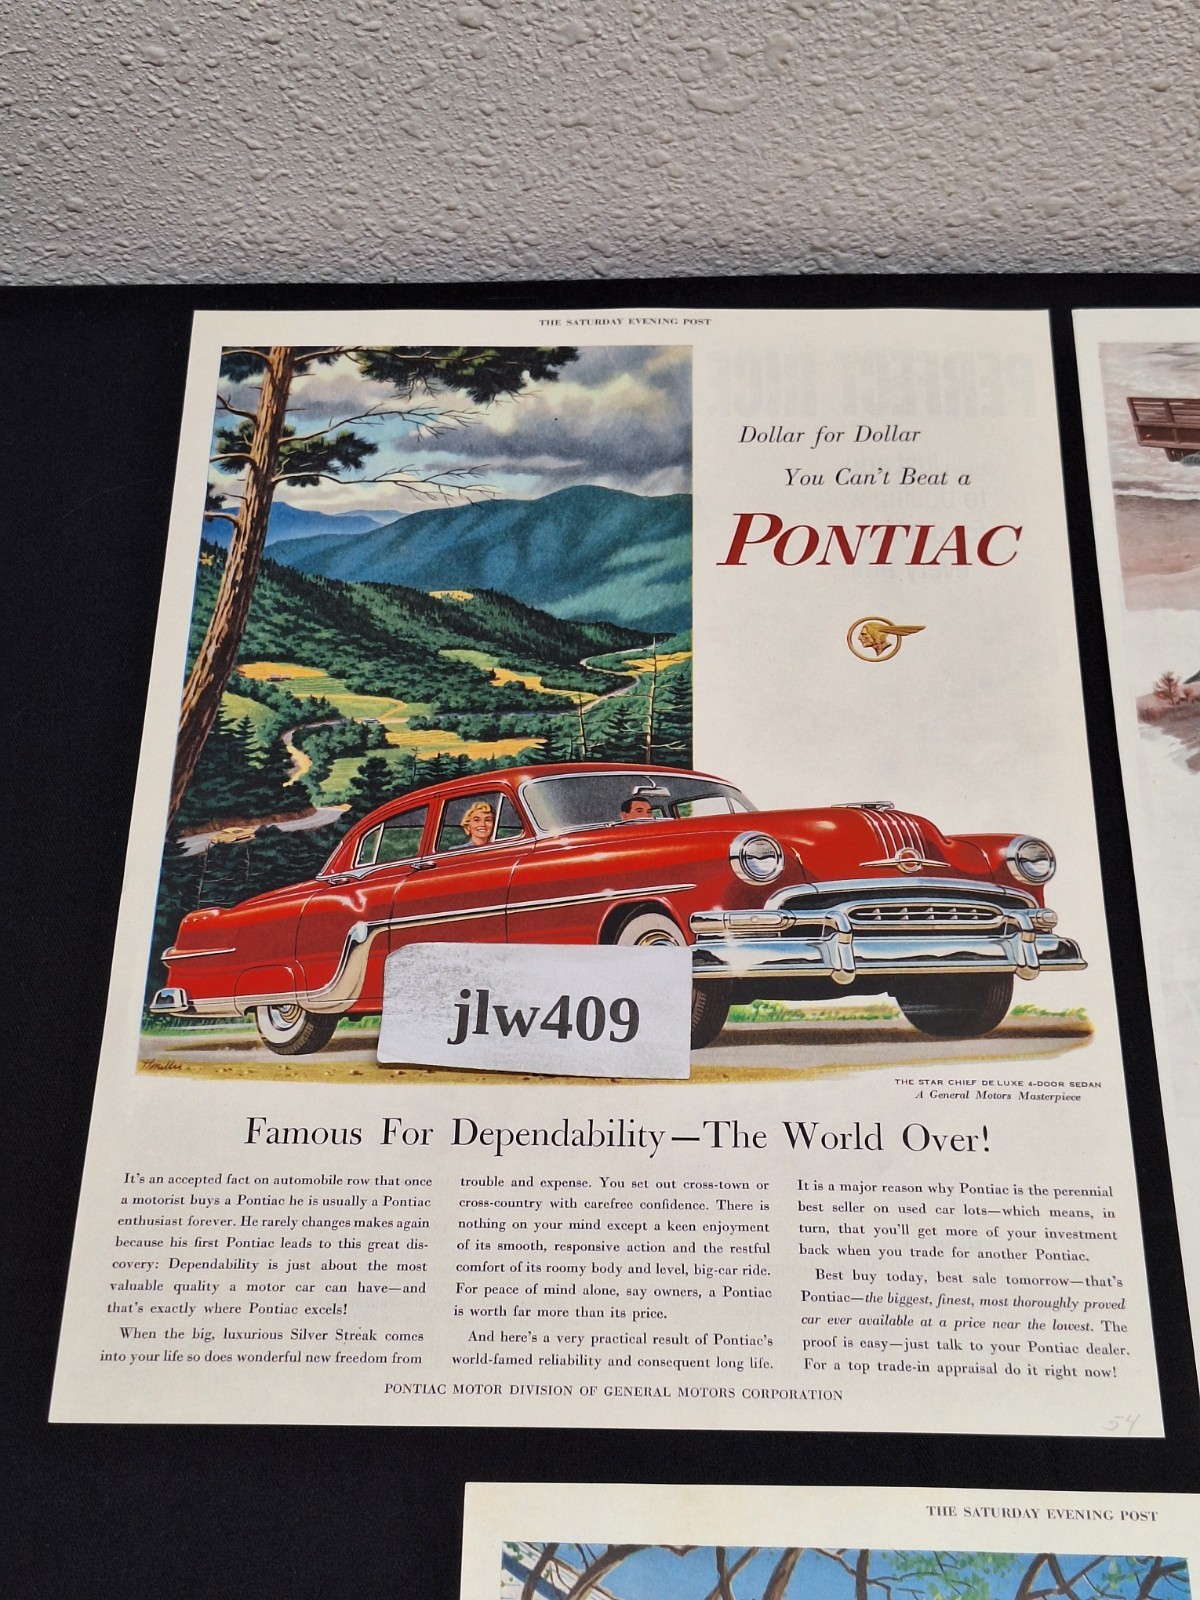 THE SATURDAY EVENING POST
Dollar for Dollar
You Can't Beat a
PONTIAC
jlw409
THE STAR CHIEF DE LUXE 4-DOOR SEDAN
A General Motors Masterpiece
Famous For Dependability—The World Over!
It's an accepted fact on automobile row that once
a motorist buys a Pontiac he is usually a Pontiac
enthusiast forever. He rarely changes makes again
because his first Pontiac leads to this great dis-
covery: Dependability is just about the most
valuable quality a motor car can have—and
that's exactly where Pontiac excels!
When the big, luxurious Silver Streak comes
into your life so does wonderful new freedom from
trouble and expense. You set out cross-town or
cross-country with carefree confidence. There is
nothing on your mind except a keen enjoyment
of its smooth, responsive action and the restful
comfort of its roomy body and level, big-car ride.
For peace of mind alone, say owners, a Pontiac
is worth far more than its price.
And here's a very practical result of Pontiac's
world-famed reliability and consequent long life.
It is a major reason why Pontiac is the perennial
best seller on used car lots—which means, in
turn, that you'll get more of your investment
back when you trade for another Pontiac.
Best buy today, best sale tomorrow—that's
Pontiac—the biggest, finest, most thoroughly proved
car ever available at a price near the lowest. The
proof is easy—just talk to your Pontiac dealer.
For a top trade-in appraisal do it right now!
PONTIAC MOTOR DIVISION OF GENERAL MOTORS CORPORATION
54
THE SATURDAY EVENING POST